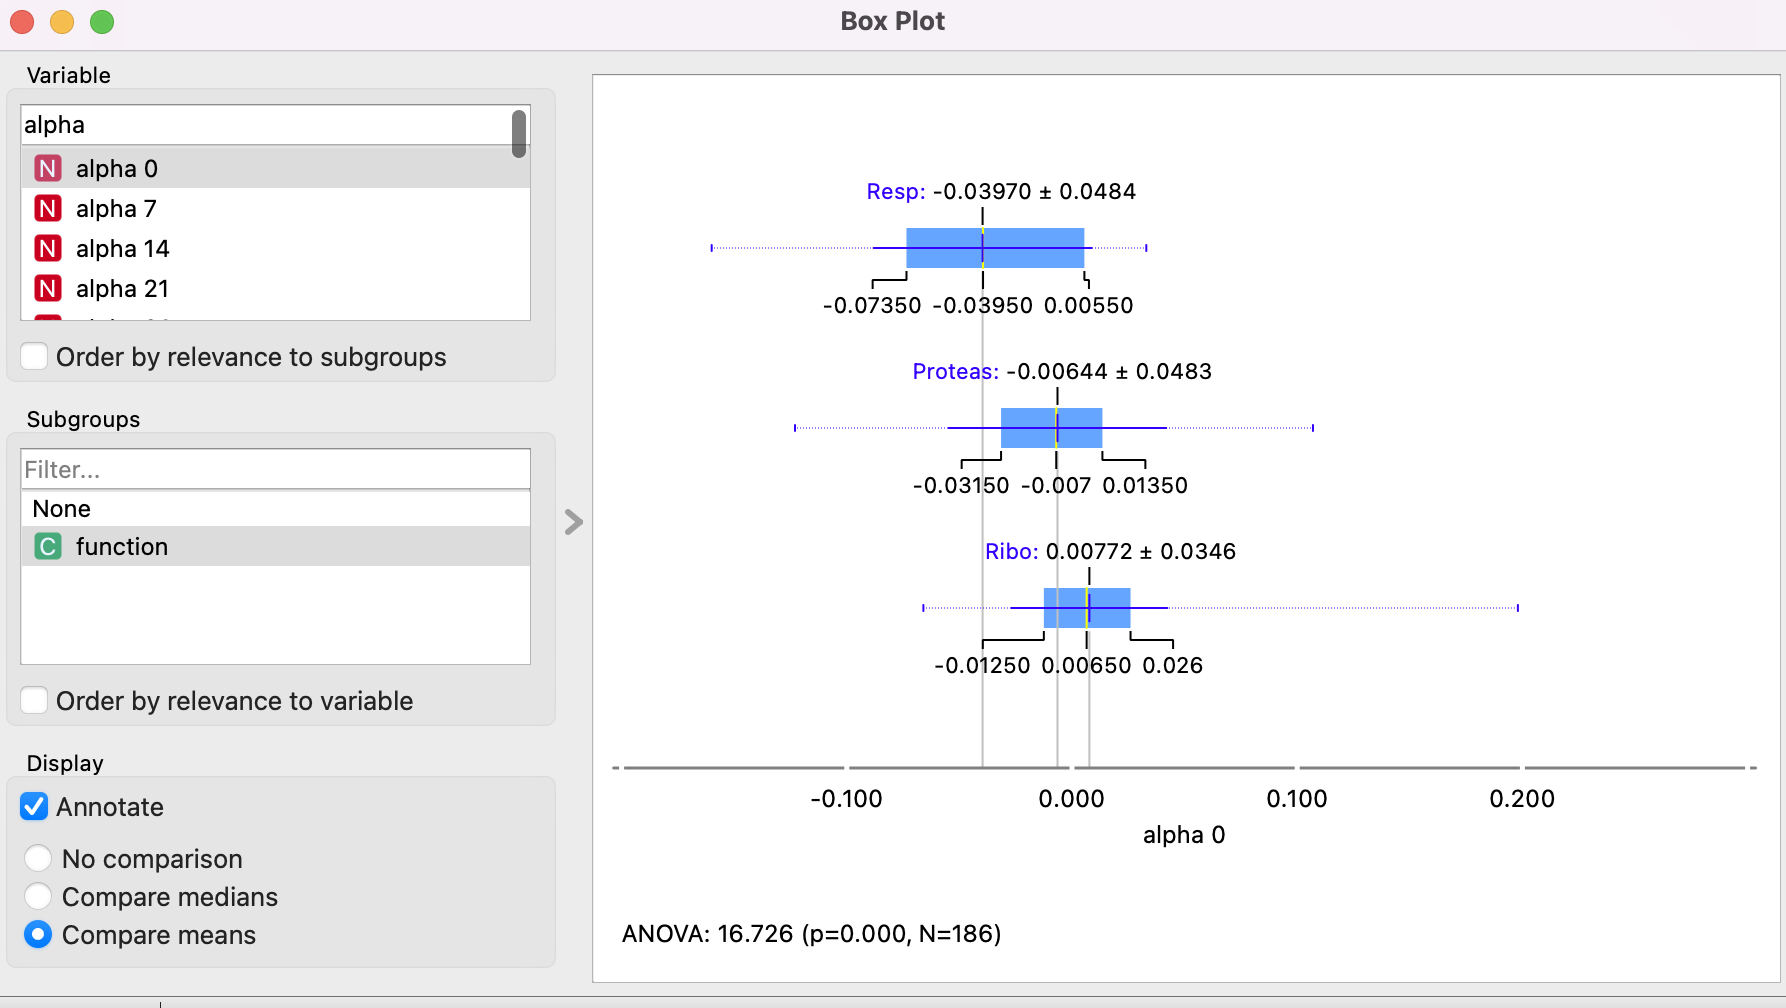 Box Plot
Variable
alpha
N alpha 0
N alpha 7
N alpha 14
N alpha 21
Order by relevance to subgroups
Subgroups
Filter...
None
C function
Order by relevance to variable
Display
Annotate
No comparison
Compare medians
Compare means
Resp: -0.03970 ± 0.0484
-0.07350 -0.03950 0.00550
Proteas: -0.00644 ± 0.0483
-0.03150 -0.007 0.01350
Ribo: 0.00772 ± 0.0346
-0.01250 0.00650 0.026
-0.100 0.000 0.100 0.200
alpha 0
ANOVA: 16.726 (p=0.000, N=186)